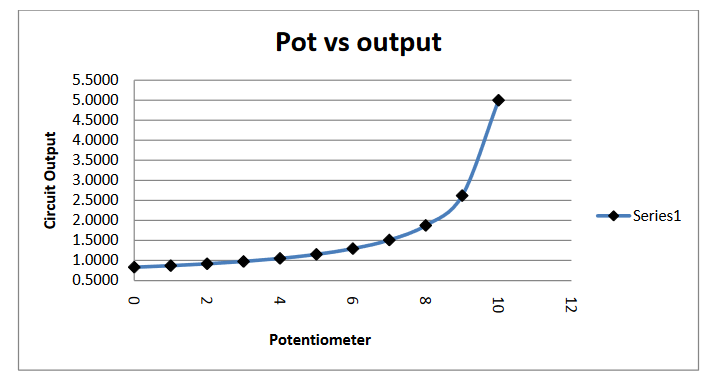 Pot vs output
5.5000
5.0000
4.5000
4.0000
3.5000
3.0000
2.5000
2.0000
1.5000
1.0000
0.5000
Circuit Output
0 2 4 6 8 10 12
Potentiometer
Series1